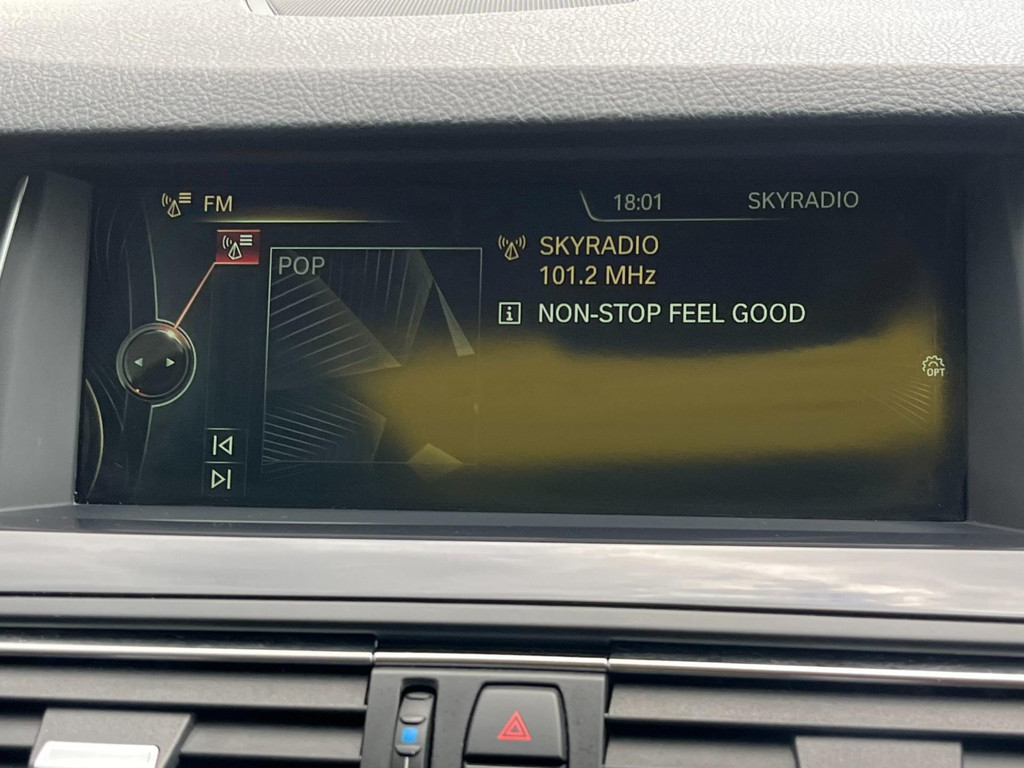 FM
18:01
SKYRADIO
POP
SKYRADIO
101.2 MHz
NON-STOP FEEL GOOD
OPT